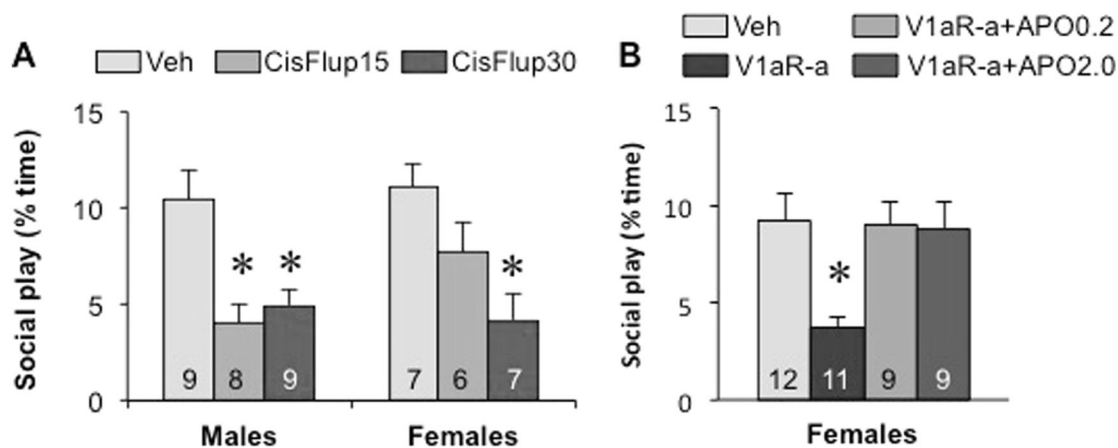 A
Veh CisFlup15 CisFlup30
Social play (% time)
15
10
5
0
* * *
9 8 9 7 6 7
Males Females
B
Veh V1aR-a+APO0.2
V1aR-a V1aR-a+APO2.0
Social play (% time)
15
10
5
0
*
12 11 9 9
Females